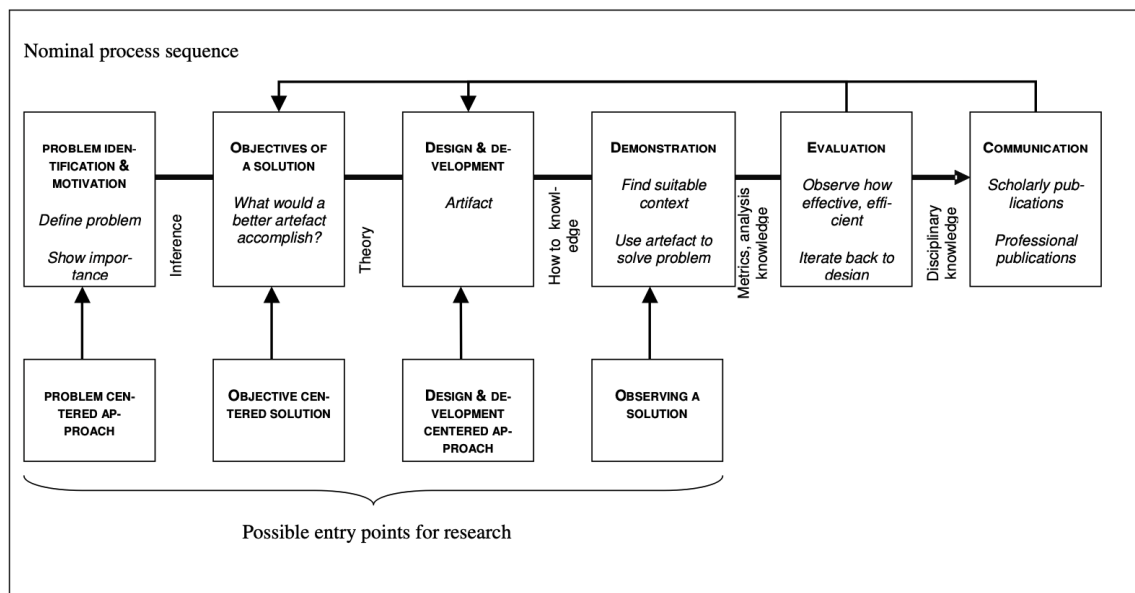 Nominal process sequence
PROBLEM IDEN-
TIFICATION &
MOTIVATION
Define problem
Show impor-
tance
Inference
OBJECTIVES OF
A SOLUTION
What would a
better artefact
accomplish?
Theory
DESIGN & DE-
VELOPMENT
Artifact
How to knowl-
edge
DEMONSTRATION
Find suitable
context
Use artefact to
solve problem
Metrics, analysis
knowledge
EVALUATION
Observe how
effective, effi-
cient
Iterate back to
design
Disciplinary
knowledge
COMMUNICATION
Scholarly pub-
lications
Professional
publications
PROBLEM CEN-
TERED AP-
PROACH
OBJECTIVE CEN-
TERED SOLUTION
DESIGN & DE-
VELOPMENT
CENTERED AP-
PROACH
OBSERVING A
SOLUTION
Possible entry points for research